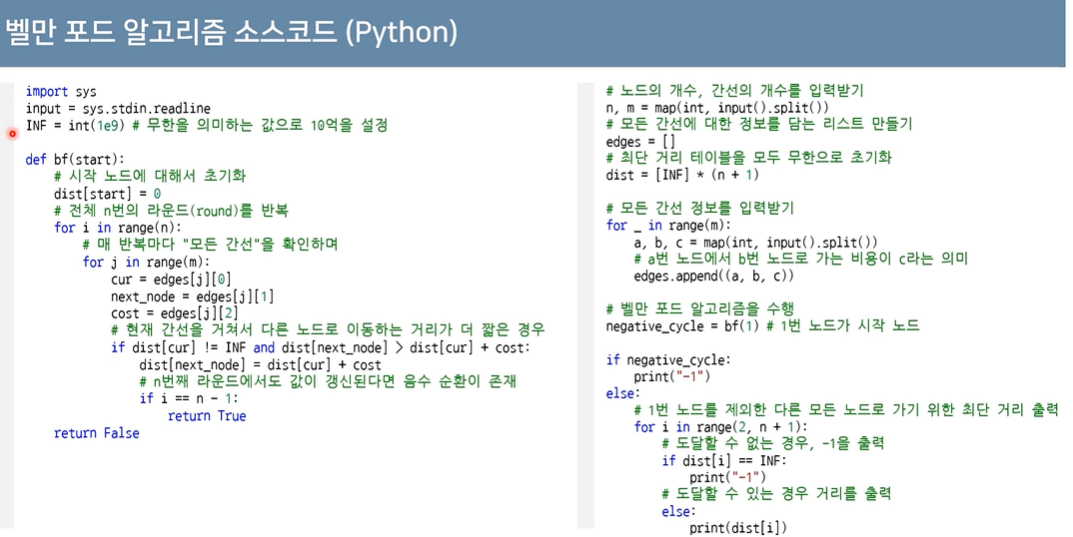 벨만 포드 알고리즘 소스코드 (Python)
import sys
input = sys.stdin.readline
INF = int(1e9) # 무한을 의미하는 값으로 10억을 설정
def bf(start):
    # 시작 노드에 대해서 초기화
    dist[start] = 0
    # 전체 n번의 라운드(round)를 반복
    for i in range(n):
        # 매 반복마다 "모든 간선"을 확인하며
        for j in range(m):
            cur = edges[j][0]
            next_node = edges[j][1]
            cost = edges[j][2]
            # 현재 간선을 거쳐서 다른 노드로 이동하는 거리가 더 짧은 경우
            if dist[cur] != INF and dist[next_node] > dist[cur] + cost:
                dist[next_node] = dist[cur] + cost
                # n번째 라운드에서도 값이 갱신된다면 음수 순환이 존재
                if i == n - 1:
                    return True
    return False
# 노드의 개수, 간선의 개수를 입력받기
n, m = map(int, input().split())
# 모든 간선에 대한 정보를 담는 리스트 만들기
edges = []
# 최단 거리 테이블을 모두 무한으로 초기화
dist = [INF] * (n + 1)
# 모든 간선 정보를 입력받기
for _ in range(m):
    a, b, c = map(int, input().split())
    # a번 노드에서 b번 노드로 가는 비용이 c라는 의미
    edges.append((a, b, c))
# 벨만 포드 알고리즘을 수행
negative_cycle = bf(1) # 1번 노드가 시작 노드
if negative_cycle:
    print("-1")
else:
    # 1번 노드를 제외한 다른 모든 노드로 가기 위한 최단 거리 출력
    for i in range(2, n + 1):
        # 도달할 수 없는 경우, -1을 출력
        if dist[i] == INF:
            print("-1")
        # 도달할 수 있는 경우 거리를 출력
        else:
            print(dist[i])